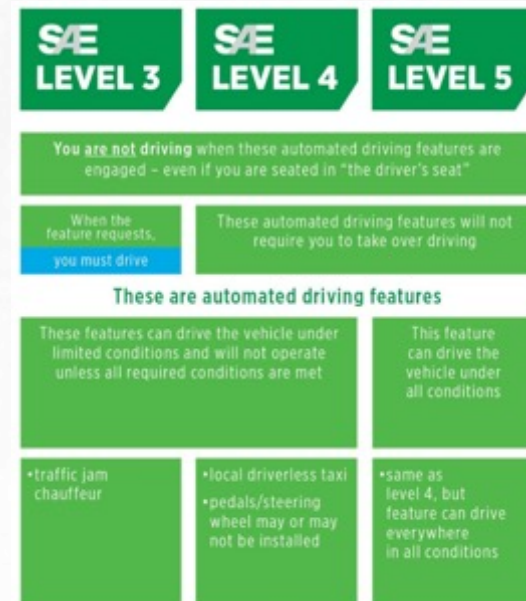 SAE
LEVEL 3
SAE
LEVEL 4
SAE
LEVEL 5
You are not driving when these automated driving features are
engaged – even if you are seated in "the driver's seat"
When the
feature requests,
you must drive
These automated driving features will not
require you to take over driving
These are automated driving features
These features can drive the vehicle under
limited conditions and will not operate
unless all required conditions are met
This feature
can drive the
vehicle under
all conditions
•traffic jam
chauffeur
•local driverless taxi
•pedals/steering
wheel may or may
not be installed
•same as
level 4, but
feature can drive
everywhere
in all conditions